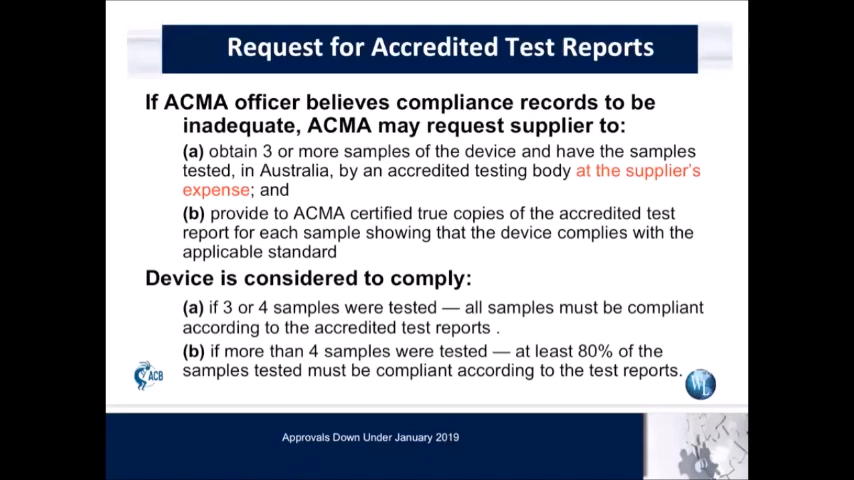 Request for Accredited Test Reports
If ACMA officer believes compliance records to be
inadequate, ACMA may request supplier to:
(a) obtain 3 or more samples of the device and have the samples
tested, in Australia, by an accredited testing body at the supplier's
expense; and
(b) provide to ACMA certified true copies of the accredited test
report for each sample showing that the device complies with the
applicable standard
Device is considered to comply:
(a) if 3 or 4 samples were tested — all samples must be compliant
according to the accredited test reports .
(b) if more than 4 samples were tested — at least 80% of the
samples tested must be compliant according to the test reports.
ACB
WL
Approvals Down Under January 2019